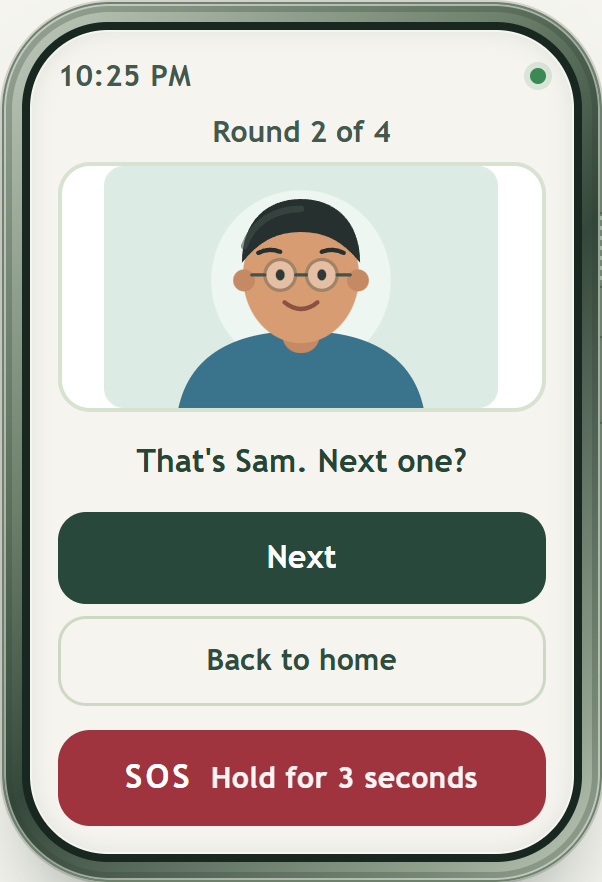 10:25 PM
Round 2 of 4
That's Sam. Next one?
Next
Back to home
SOS Hold for 3 seconds